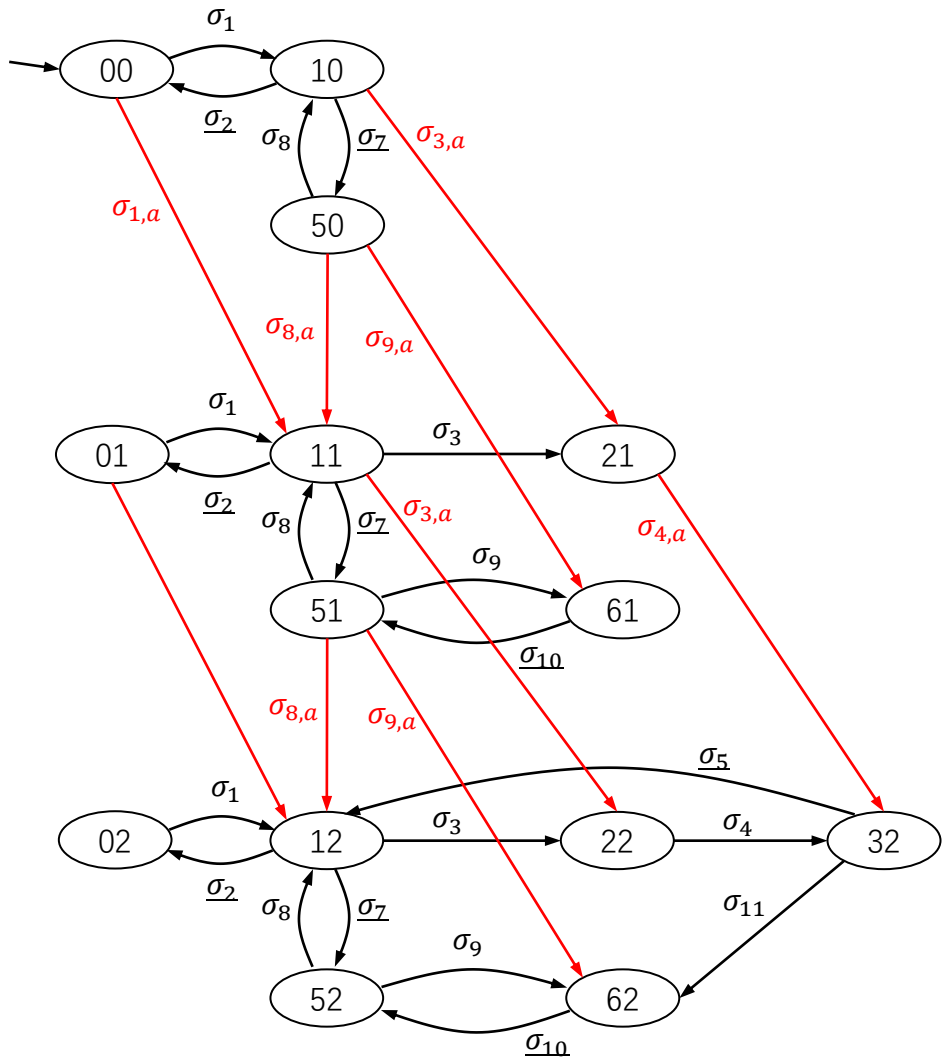 σ₁
00
10
σ₂
σ₈
σ₇
σ₃,ₐ
σ₁,ₐ
50
σ₈,ₐ
σ₉,ₐ
σ₁
01
11
σ₃
21
σ₂
σ₈
σ₇
σ₃,ₐ
σ₄,ₐ
σ₉
51
61
σ₁₀
σ₈,ₐ
σ₉,ₐ
σ₅
σ₁
02
12
σ₃
22
σ₄
32
σ₂
σ₈
σ₇
σ₁₁
σ₉
52
62
σ₁₀